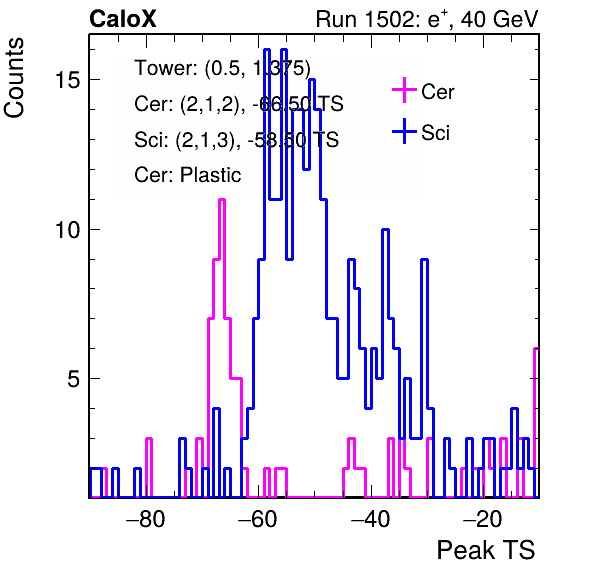 CaloX
Run 1502: e+, 40 GeV
Counts
Tower: (0.5, 1.375)
Cer: (2,1,2), -66.50 TS
Sci: (2,1,3), -58.50 TS
Cer: Plastic
Cer
Sci
15
10
5
−80
−60
−40
−20
Peak TS